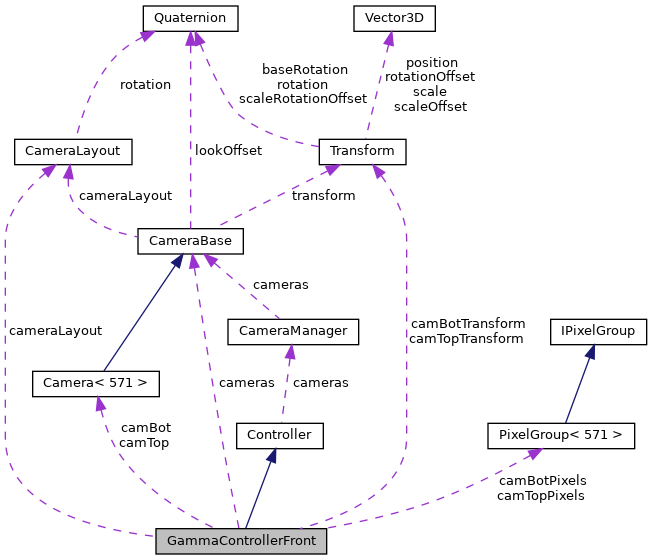 Quaternion
Vector3D
rotation
baseRotation
rotation
scaleRotationOffset
position
rotationOffset
scale
scaleOffset
CameraLayout
lookOffset
Transform
cameraLayout
transform
CameraBase
cameras
cameraLayout
CameraManager
camBotTransform
camTopTransform
IPixelGroup
Camera< 571 >
cameras
cameras
camBot
camTop
Controller
PixelGroup< 571 >
camBotPixels
camTopPixels
GammaControllerFront